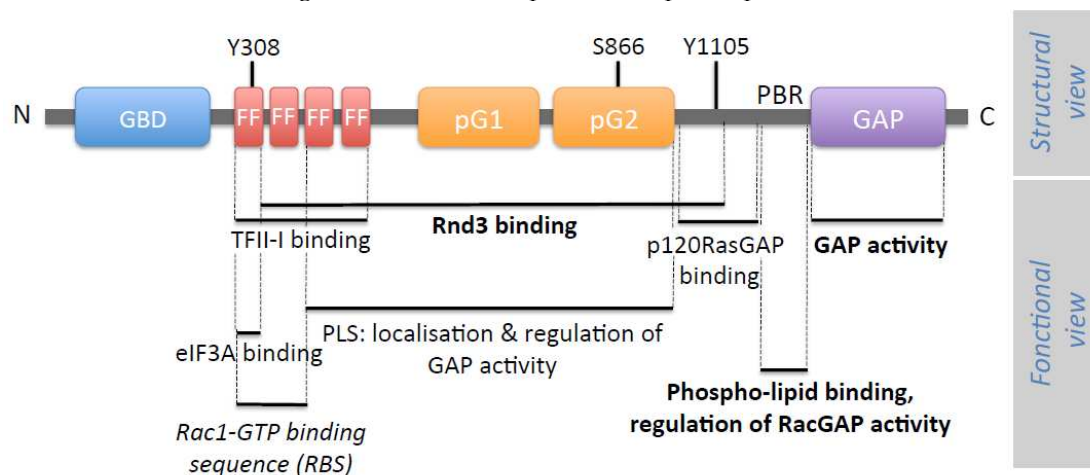 Y308
S866
Y1105
N
GBD
FF
FF
FF
FF
pG1
pG2
PBR
GAP
C
Structural
view
TFII-I binding
Rnd3 binding
p120RasGAP
binding
GAP activity
eIF3A binding
PLS: localisation & regulation of
GAP activity
Phospho-lipid binding,
regulation of RacGAP activity
Rac1-GTP binding
sequence (RBS)
Fonctional
view